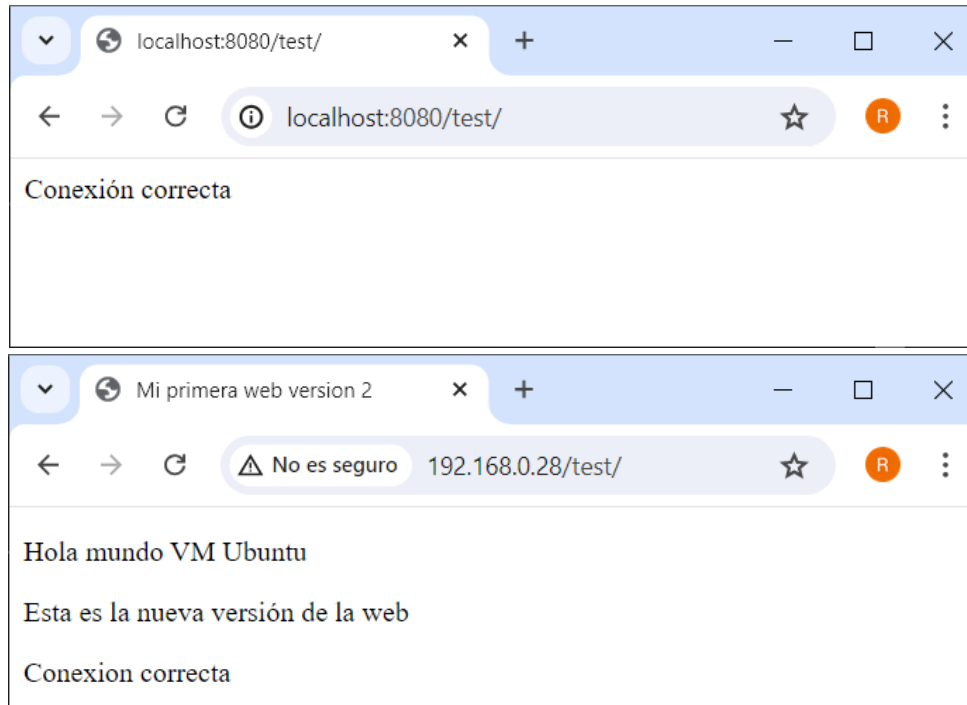 localhost:8080/test/
localhost:8080/test/
R
Conexión correcta
Mi primera web version 2
No es seguro 192.168.0.28/test/
R
Hola mundo VM Ubuntu
Esta es la nueva versión de la web
Conexion correcta